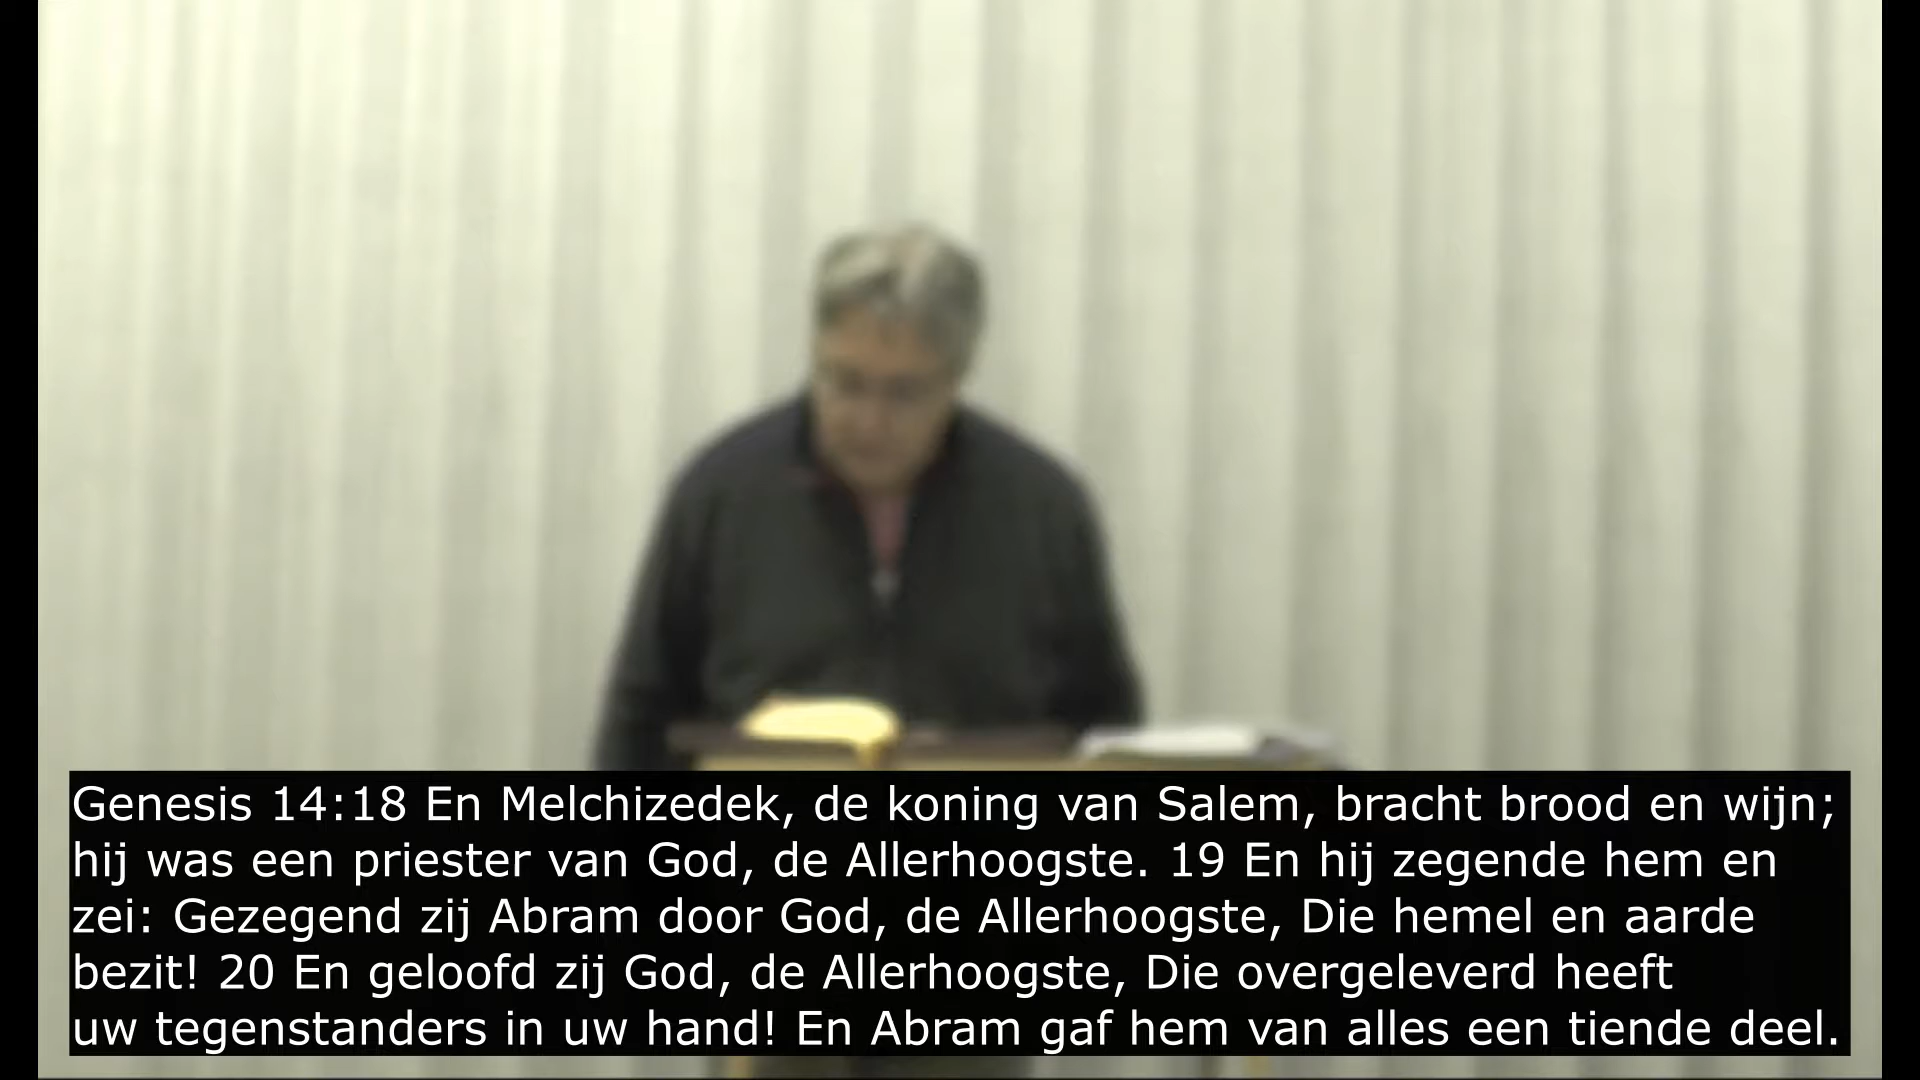 Genesis 14:18 En Melchizedek, de koning van Salem, bracht brood en wijn;
hij was een priester van God, de Allerhoogste. 19 En hij zegende hem en
zei: Gezegend zij Abram door God, de Allerhoogste, Die hemel en aarde
bezit! 20 En geloofd zij God, de Allerhoogste, Die overgeleverd heeft
uw tegenstanders in uw hand! En Abram gaf hem van alles een tiende deel.